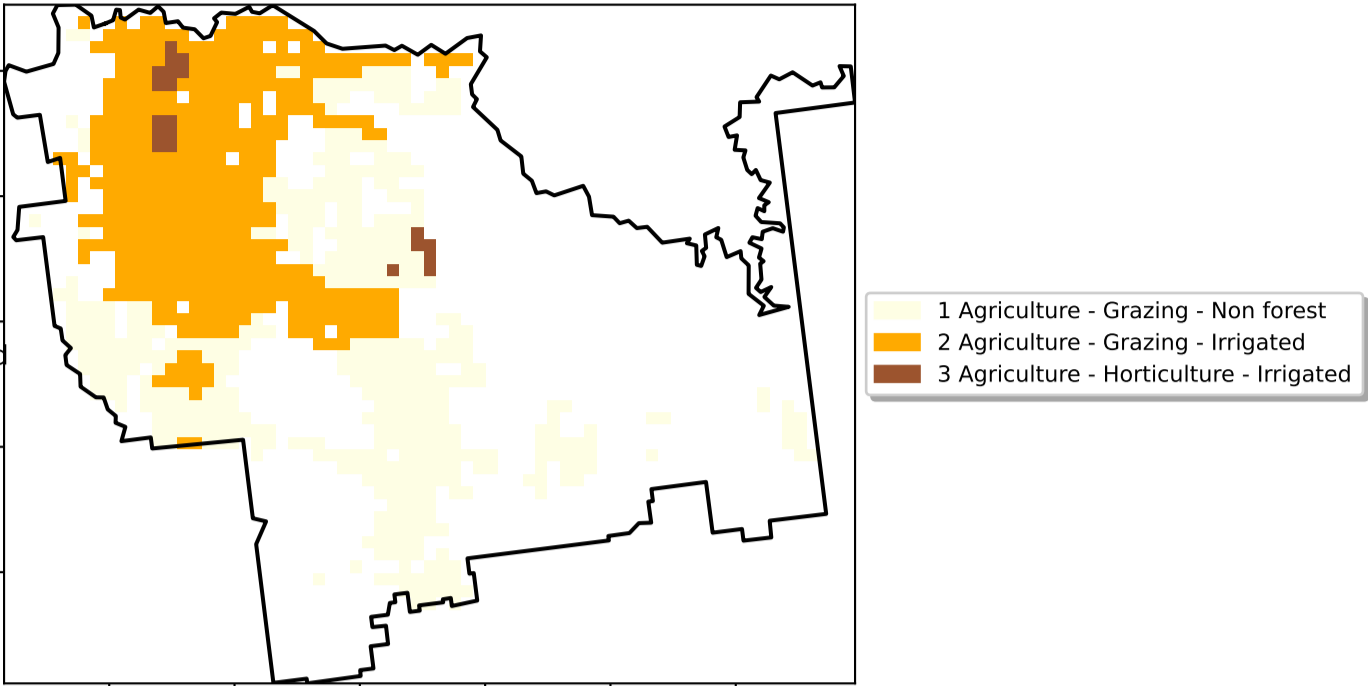 1 Agriculture - Grazing - Non forest
2 Agriculture - Grazing - Irrigated
3 Agriculture - Horticulture - Irrigated